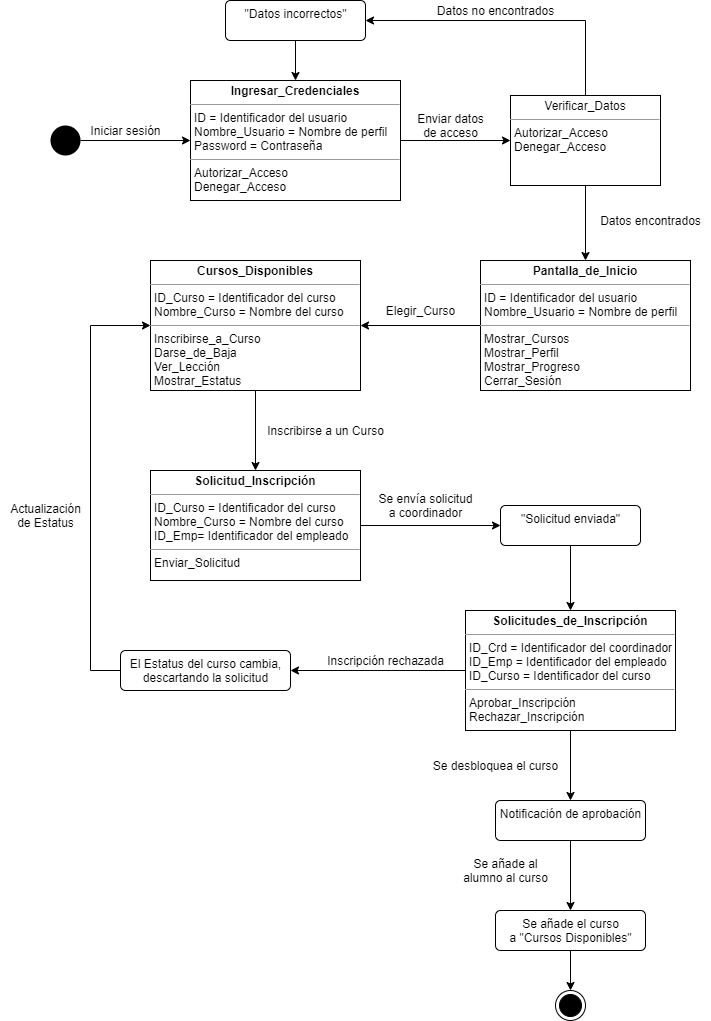 "Datos incorrectos"
Datos no encontrados
Ingresar_Credenciales
ID = Identificador del usuario
Nombre_Usuario = Nombre de perfil
Password = Contraseña
Autorizar_Acceso
Denegar_Acceso
Iniciar sesión
Enviar datos
de acceso
Verificar_Datos
Autorizar_Acceso
Denegar_Acceso
Datos encontrados
Cursos_Disponibles
ID_Curso = Identificador del curso
Nombre_Curso = Nombre del curso
Inscribirse_a_Curso
Darse_de_Baja
Ver_Lección
Mostrar_Estatus
Elegir_Curso
Pantalla_de_Inicio
ID = Identificador del usuario
Nombre_Usuario = Nombre de perfil
Mostrar_Cursos
Mostrar_Perfil
Mostrar_Progreso
Cerrar_Sesión
Inscribirse a un Curso
Solicitud_Inscripción
ID_Curso = Identificador del curso
Nombre_Curso = Nombre del curso
ID_Emp= Identificador del empleado
Enviar_Solicitud
Actualización
de Estatus
Se envía solicitud
a coordinador
"Solicitud enviada"
Solicitudes_de_Inscripción
ID_Crd = Identificador del coordinador
ID_Emp = Identificador del empleado
ID_Curso = Identificador del curso
Aprobar_Inscripción
Rechazar_Inscripción
Inscripción rechazada
El Estatus del curso cambia,
descartando la solicitud
Se desbloquea el curso
Notificación de aprobación
Se añade al
alumno al curso
Se añade el curso
a "Cursos Disponibles"